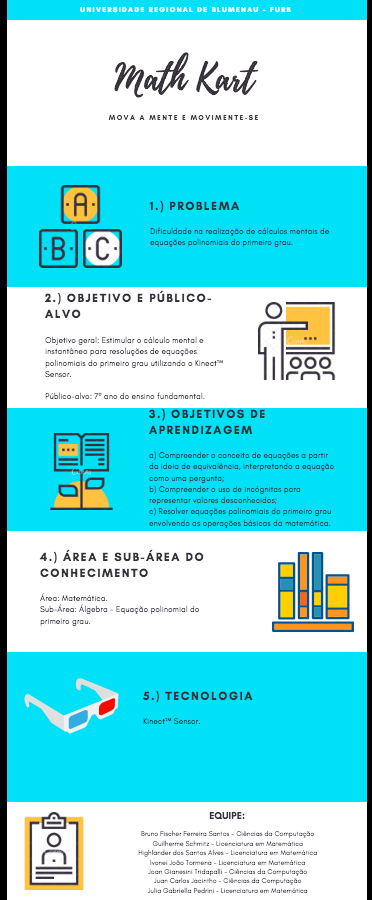 UNIVERSIDADE REGIONAL DE BLUMENAU - FURB
Math Kart
MOVA A MENTE E MOVIMENTE-SE
A
B
C
1.) PROBLEMA
Dificuldade na realização de cálculos mentais de
equações polinomiais do primeiro grau.
2.) OBJETIVO E PÚBLICO-
ALVO
Objetivo geral: Estimular o cálculo mental e
instantâneo para resoluções de equações
polinomiais do primeiro grau utilizando o Kinect™
Sensor.
Público-alvo: 7º ano do ensino fundamental.
3.) OBJETIVOS DE
APRENDIZAGEM
a) Compreender o conceito de equações a partir
da ideia de equivalência, interpretando a equação
como uma pergunta;
b) Compreender o uso de incógnitas para
representar valores desconhecidos;
c) Resolver equações polinomiais do primeiro grau
envolvendo as operações básicas da matemática.
4.) ÁREA E SUB-ÁREA DO
CONHECIMENTO
Área: Matemática.
Sub-Área: Álgebra - Equação polinomial do
primeiro grau.
5.) TECNOLOGIA
Kinect™ Sensor.
EQUIPE:
Bruno Fischer Ferreira Santos - Ciências da Computação
Guilherme Schmitz - Licenciatura em Matemática
Highlander dos Santos Alves - Licenciatura em Matemática
Ivonei João Tormena - Licenciatura em Matemática
Joan Gianesini Tridapalli - Ciências da Computação
Juan Carlos Jacintho - Ciências da Computação
Julia Gabriella Pedrini - Licenciatura em Matemática